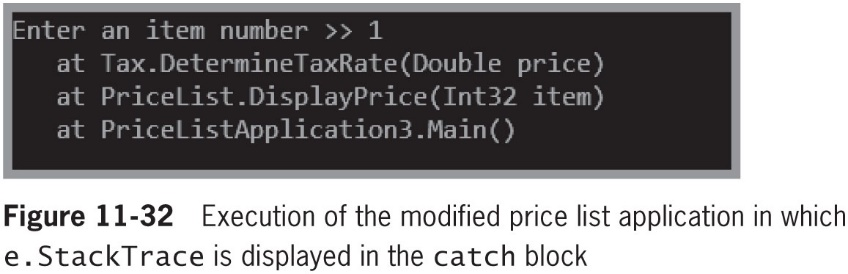 Enter an item number >> 1
at Tax.DetermineTaxRate(Double price)
at PriceList.DisplayPrice(Int32 item)
at PriceListApplication3.Main()
Figure 11-32 Execution of the modified price list application in which
e.StackTrace is displayed in the catch block